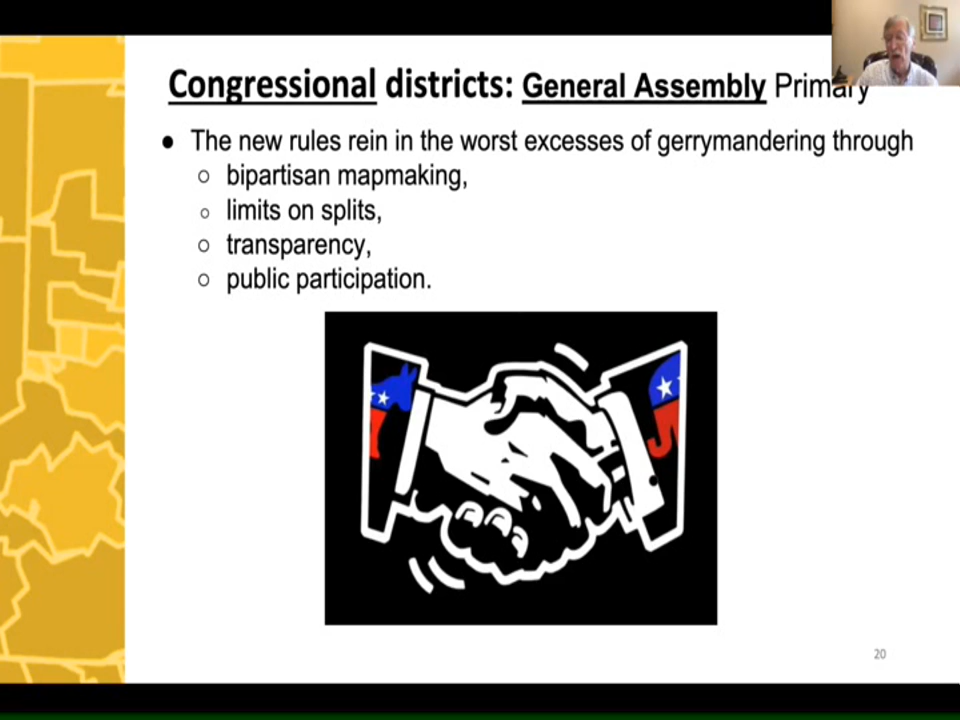 Congressional districts: General Assembly Primary
● The new rules rein in the worst excesses of gerrymandering through
○ bipartisan mapmaking,
○ limits on splits,
○ transparency,
○ public participation.
20